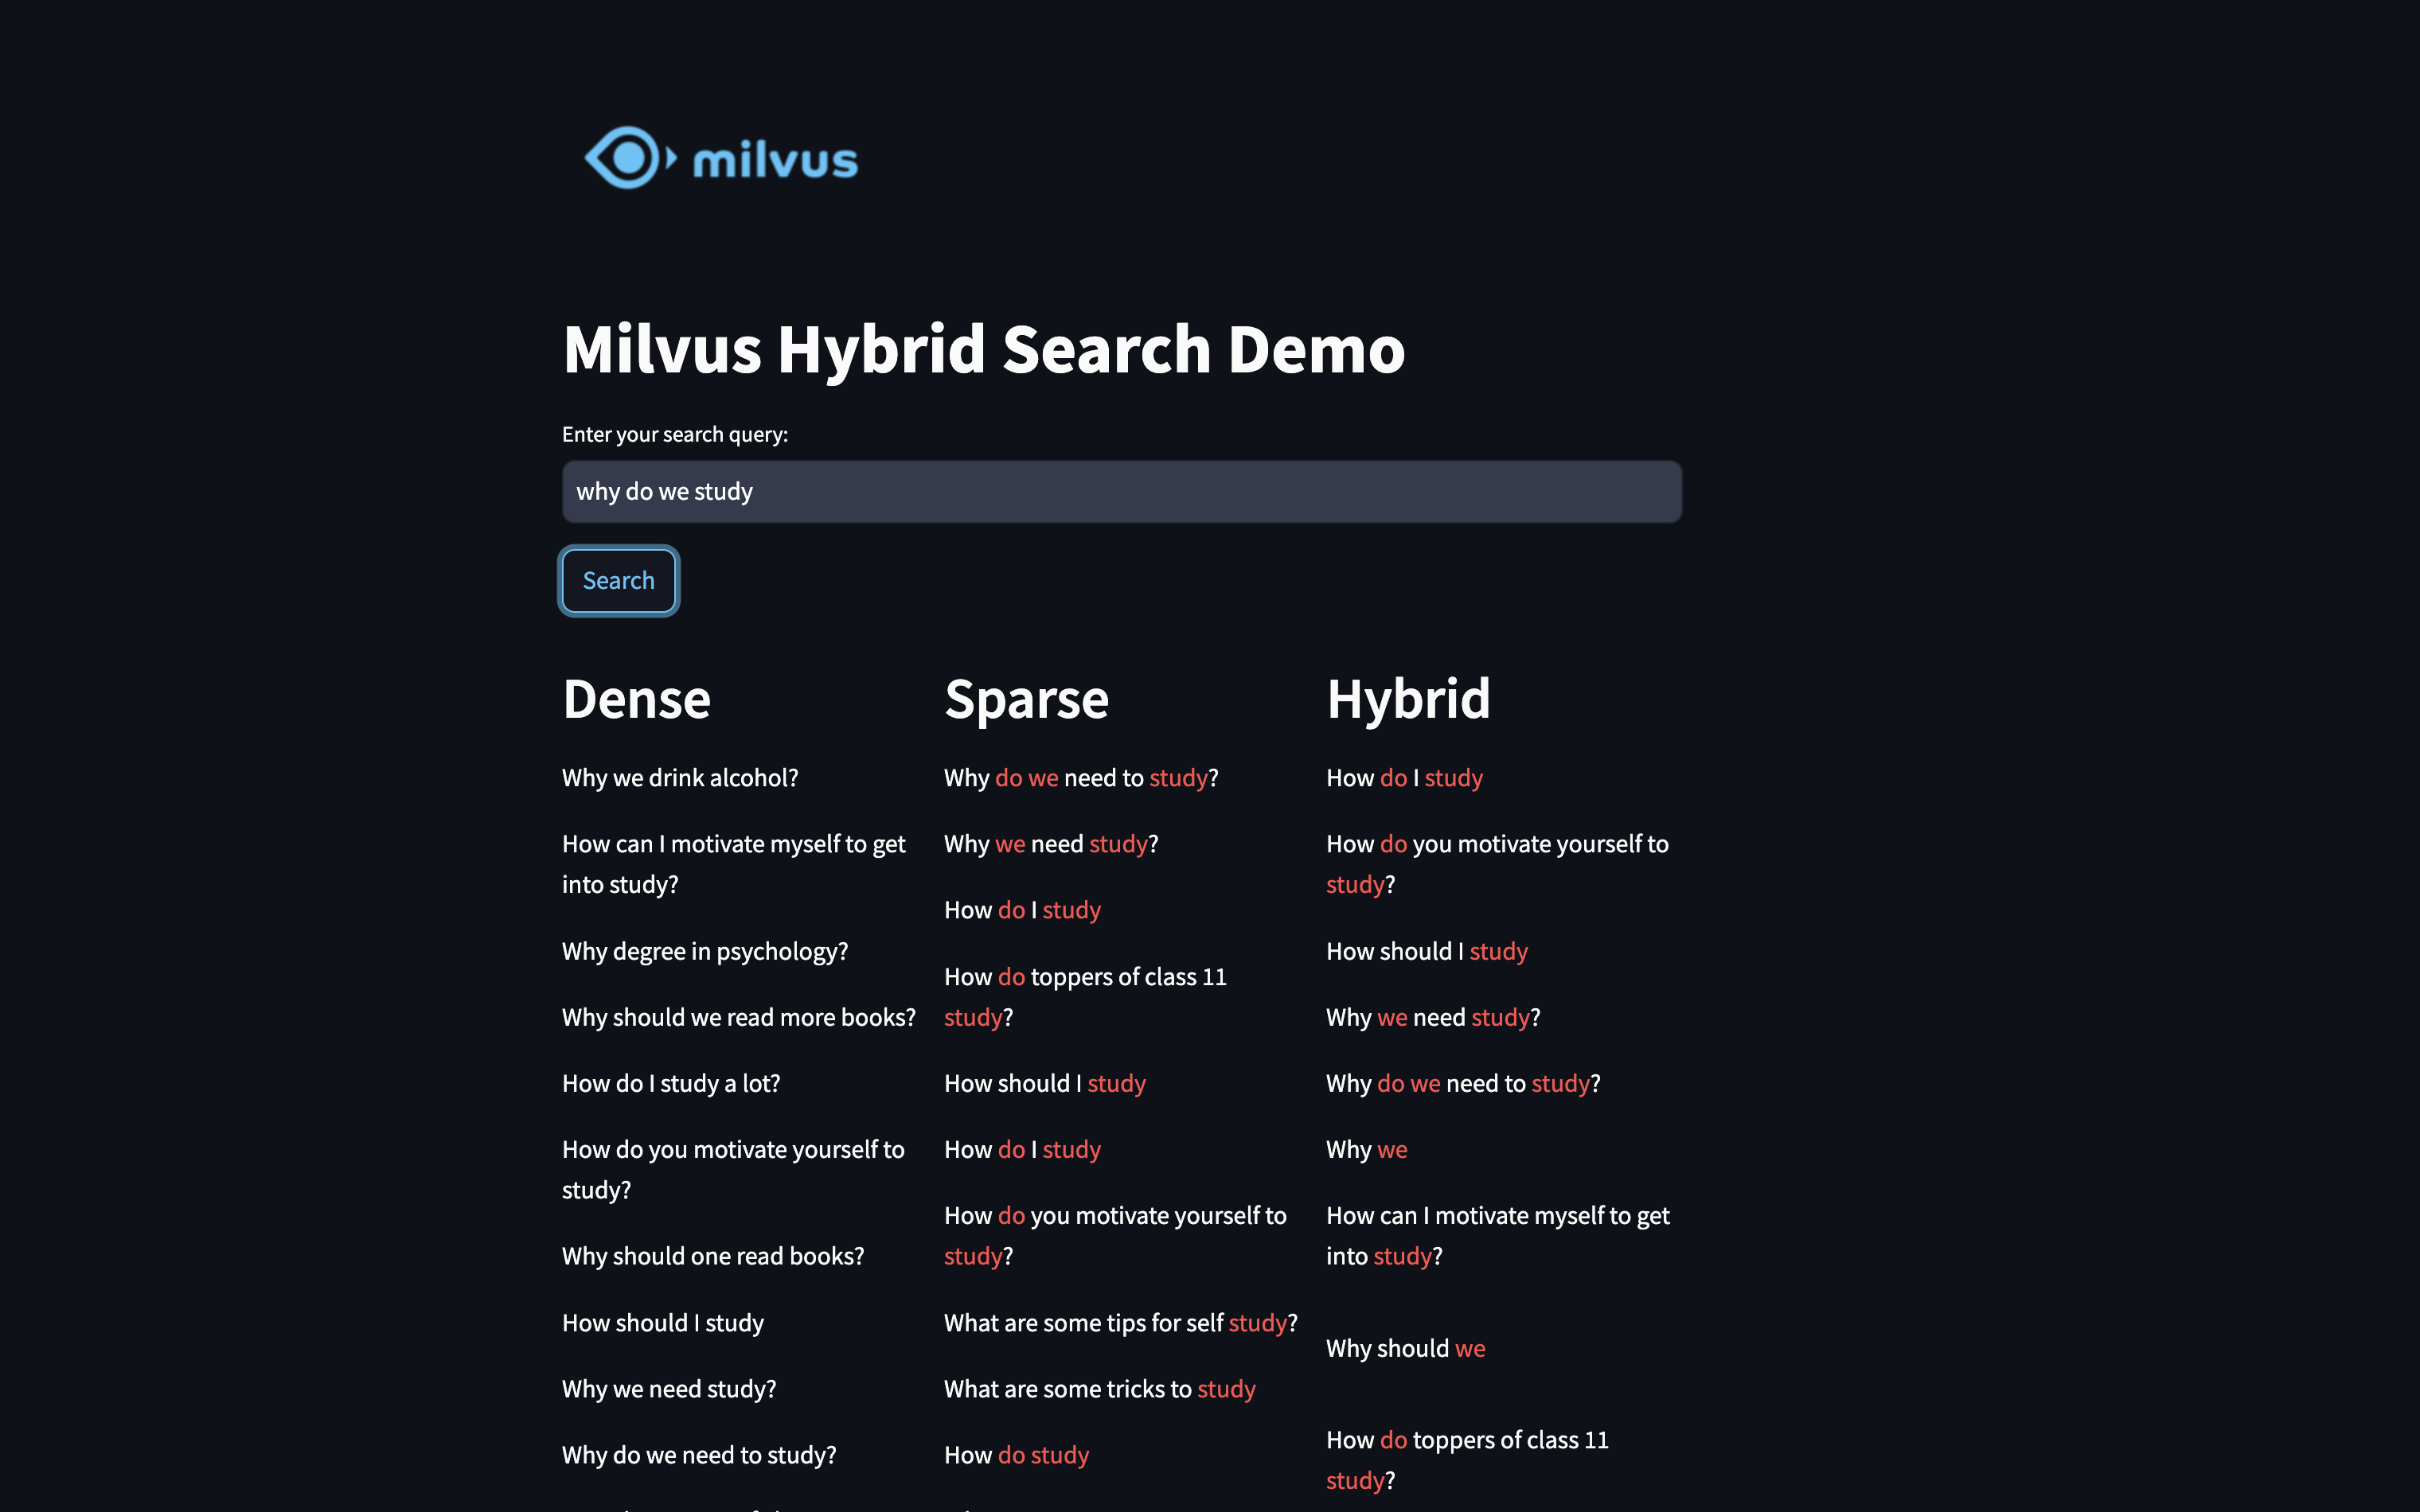 milvus
Milvus Hybrid Search Demo
Enter your search query:
why do we study
Search
Dense
Why we drink alcohol?
How can I motivate myself to get
into study?
Why degree in psychology?
Why should we read more books?
How do I study a lot?
How do you motivate yourself to
study?
Why should one read books?
How should I study
Why we need study?
Why do we need to study?
Sparse
Why do we need to study?
Why we need study?
How do I study
How do toppers of class 11
study?
How should I study
How do I study
How do you motivate yourself to
study?
What are some tips for self study?
What are some tricks to study
How do study
Hybrid
How do I study
How do you motivate yourself to
study?
How should I study
Why we need study?
Why do we need to study?
Why we
How can I motivate myself to get
into study?
Why should we
How do toppers of class 11
study?